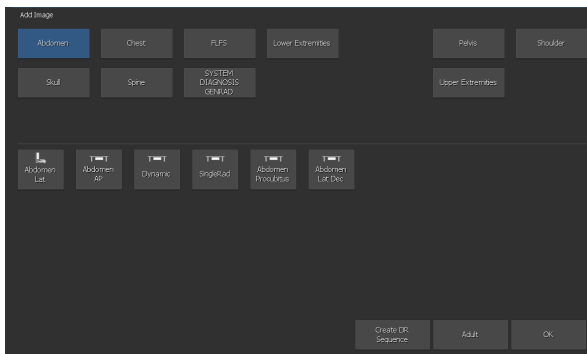 Add Image
Abdomen
Chest
FLFS
Lower Extremities
Pelvis
Shoulder
Skull
Spine
SYSTEM
DIAGNOSIS
GENRAD
Upper Extremities
Abdomen
Lat
Abdomen
AP
Dynamic
SingleRad
Abdomen
Procubitus
Abdomen
Lat Dec
Create DR
Sequence
Adult
OK